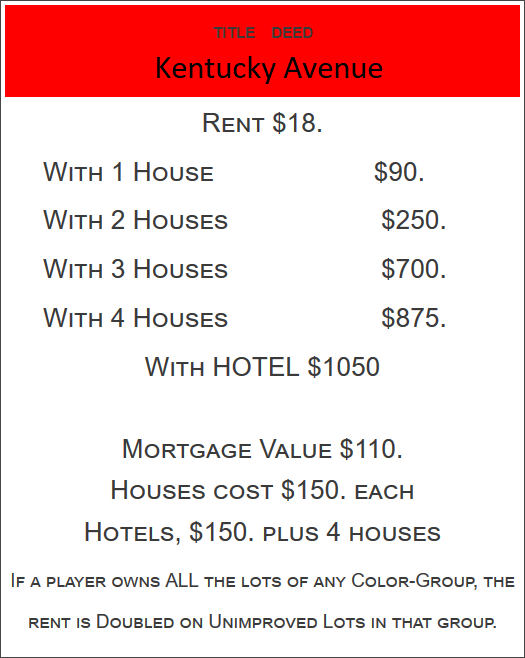 TITLE DEED
Kentucky Avenue
RENT $18.
WITH 1 HOUSE $90.
WITH 2 HOUSES $250.
WITH 3 HOUSES $700.
WITH 4 HOUSES $875.
WITH HOTEL $1050
MORTGAGE VALUE $110.
HOUSES COST $150. EACH
HOTELS, $150. PLUS 4 HOUSES
IF A PLAYER OWNS ALL THE LOTS OF ANY COLOR-GROUP, THE
RENT IS DOUBLED ON UNIMPROVED LOTS IN THAT GROUP.